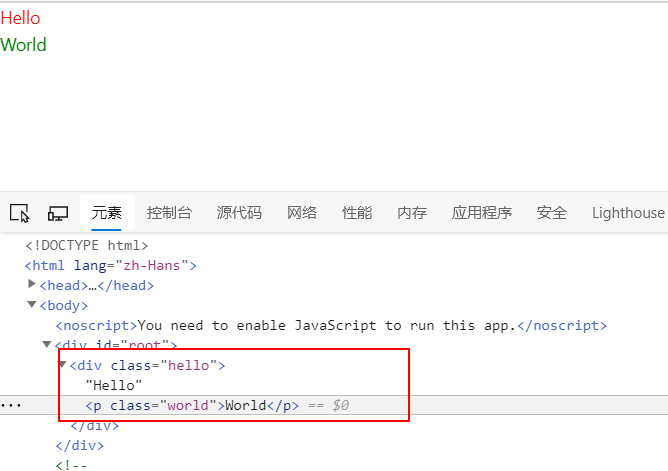 Hello
World
元素 控制台 源代码 网络 性能 内存 应用程序 安全 Lighthouse
<!DOCTYPE html>
<html lang="zh-Hans">
<head>…</head>
<body>
<noscript>You need to enable JavaScript to run this app.</noscript>
<div id="root">
<div class="hello">
"Hello"
<p class="world">World</p> == $0
</div>
</div>
<!--